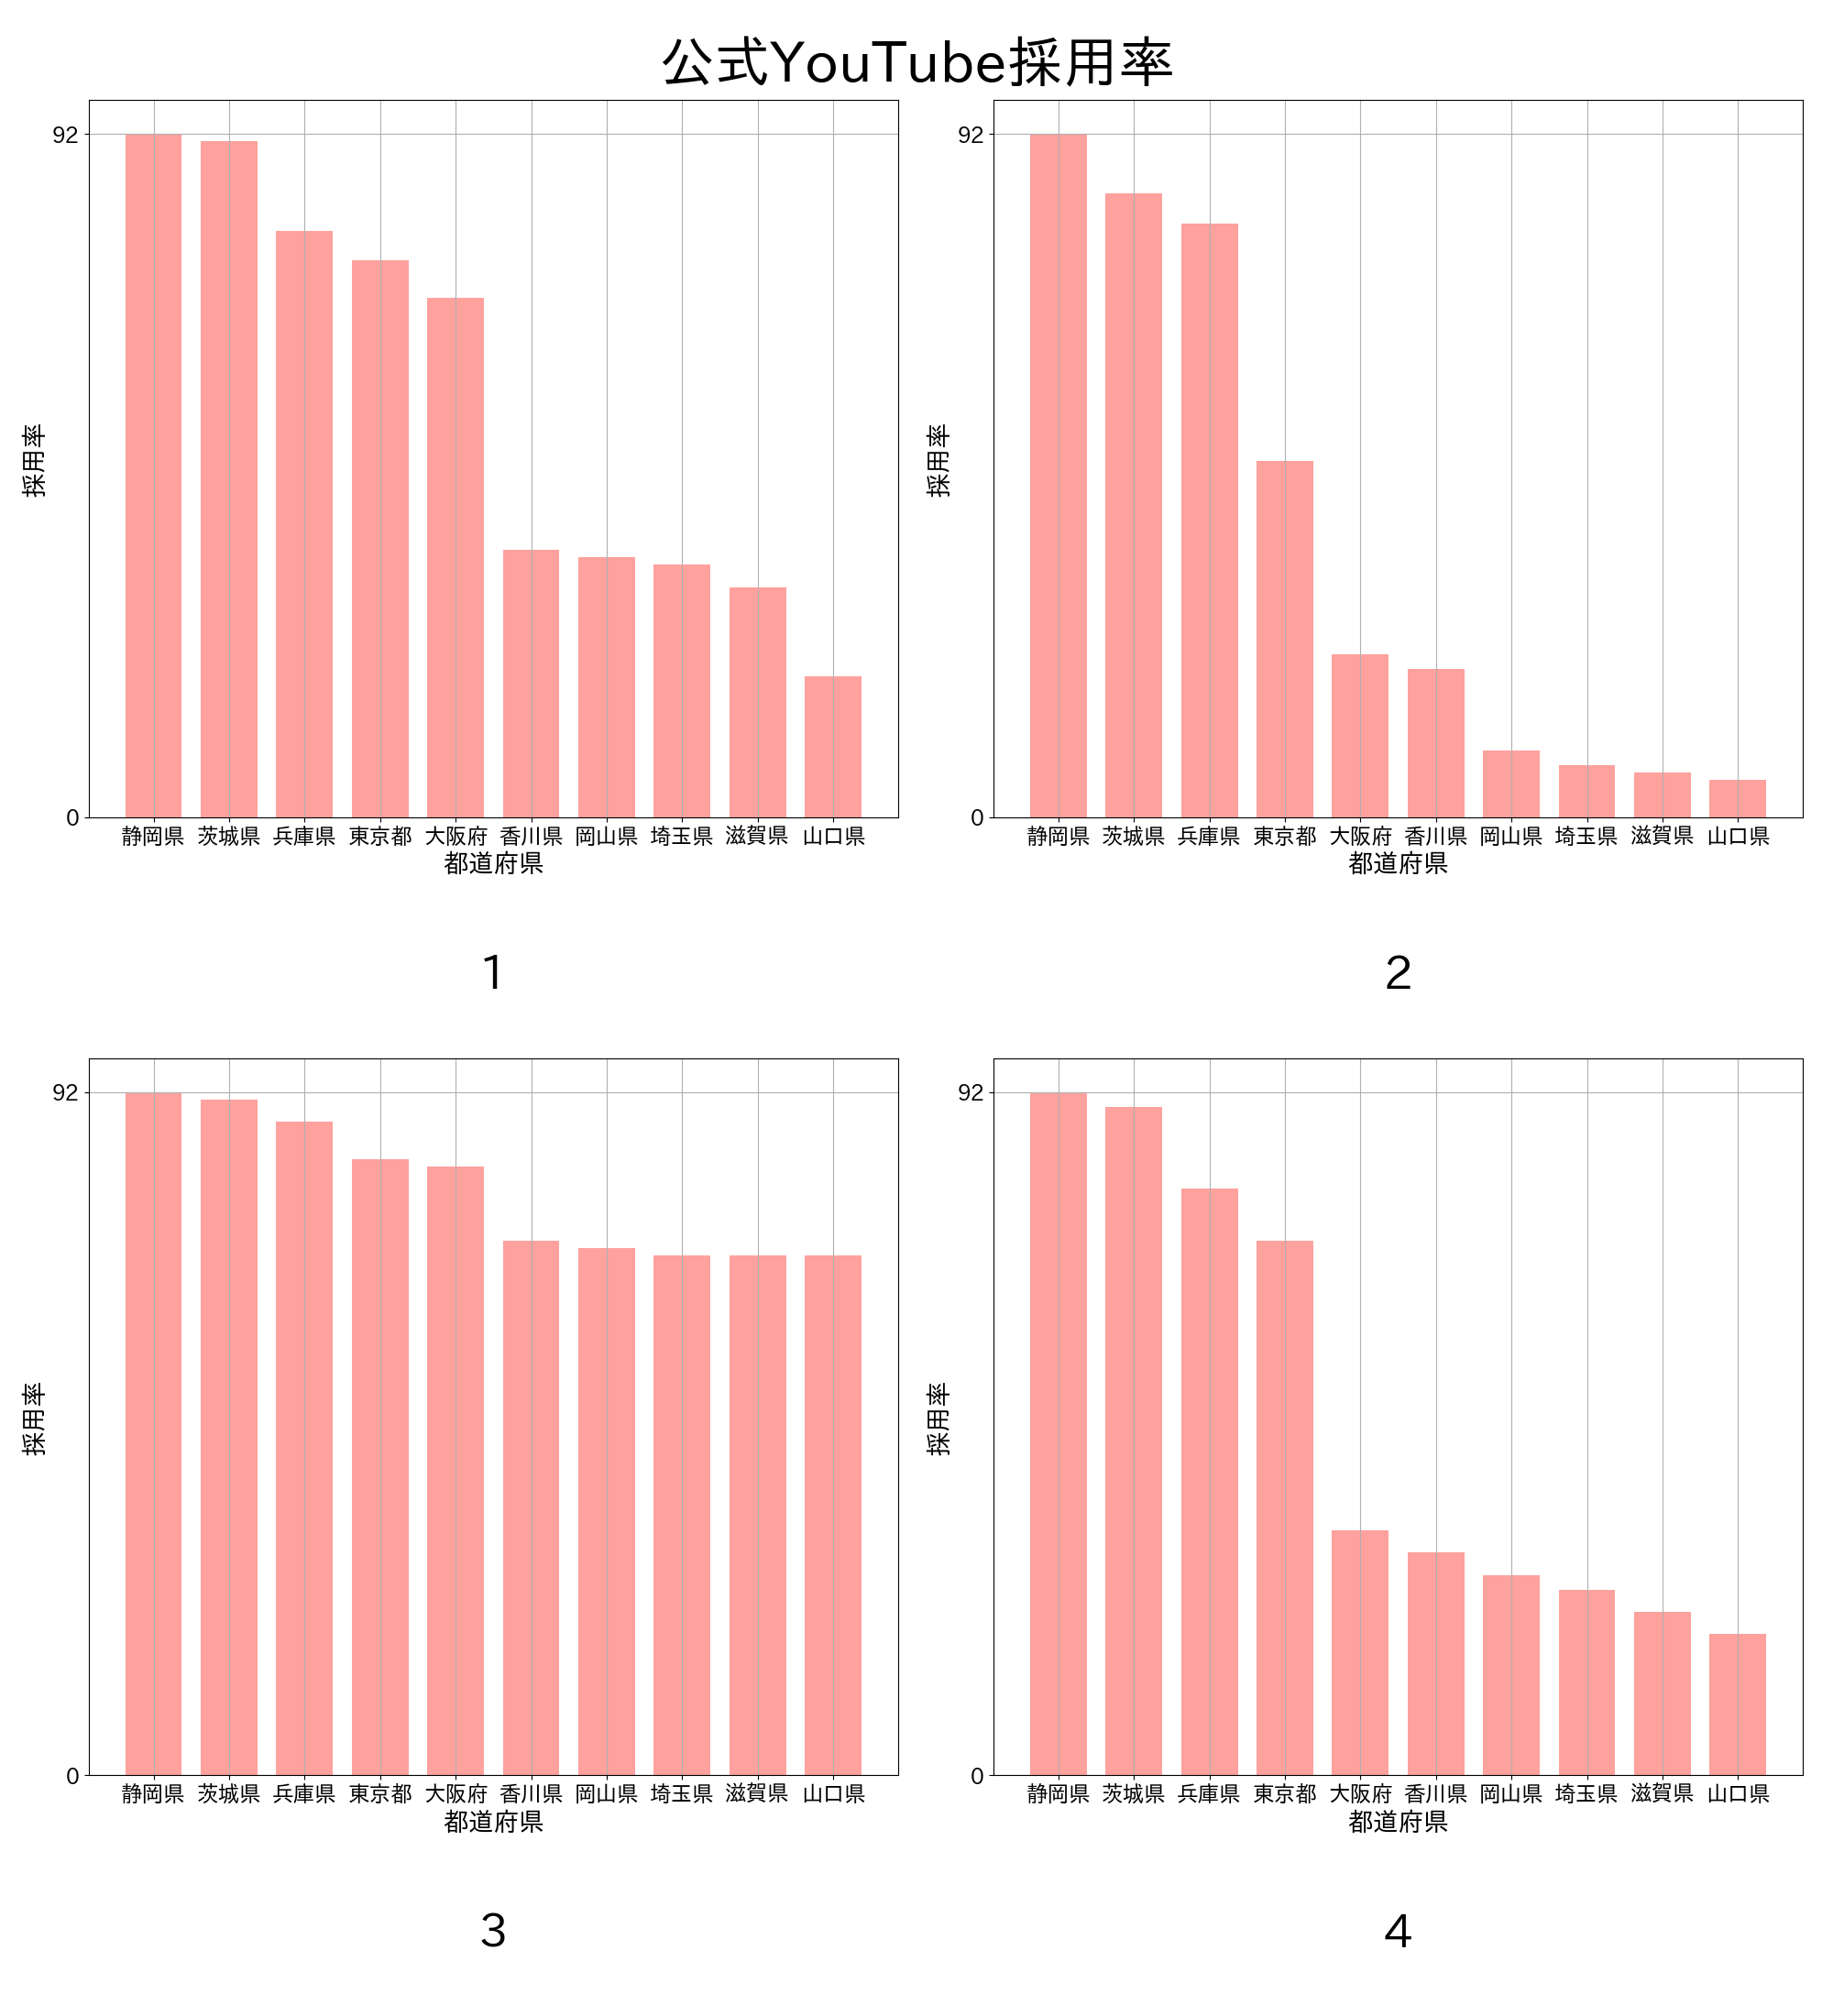 公式YouTube採用率
92
0
採用率
静岡県 茨城県 兵庫県 東京都 大阪府 香川県 岡山県 埼玉県 滋賀県 山口県
都道府県
1
92
0
採用率
静岡県 茨城県 兵庫県 東京都 大阪府 香川県 岡山県 埼玉県 滋賀県 山口県
都道府県
2
92
0
採用率
静岡県 茨城県 兵庫県 東京都 大阪府 香川県 岡山県 埼玉県 滋賀県 山口県
都道府県
3
92
0
採用率
静岡県 茨城県 兵庫県 東京都 大阪府 香川県 岡山県 埼玉県 滋賀県 山口県
都道府県
4